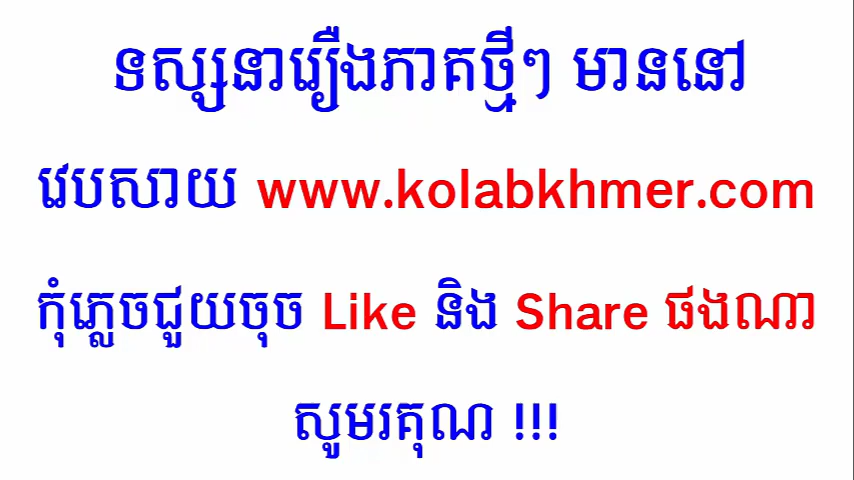 ទស្សនារឿងភាគថ្មីៗ មាននៅ
វេបសាយ www.kolabkhmer.com
កុំភ្លេចជួយចុច Like និង Share ផងណា
សូមរគុណ !!!